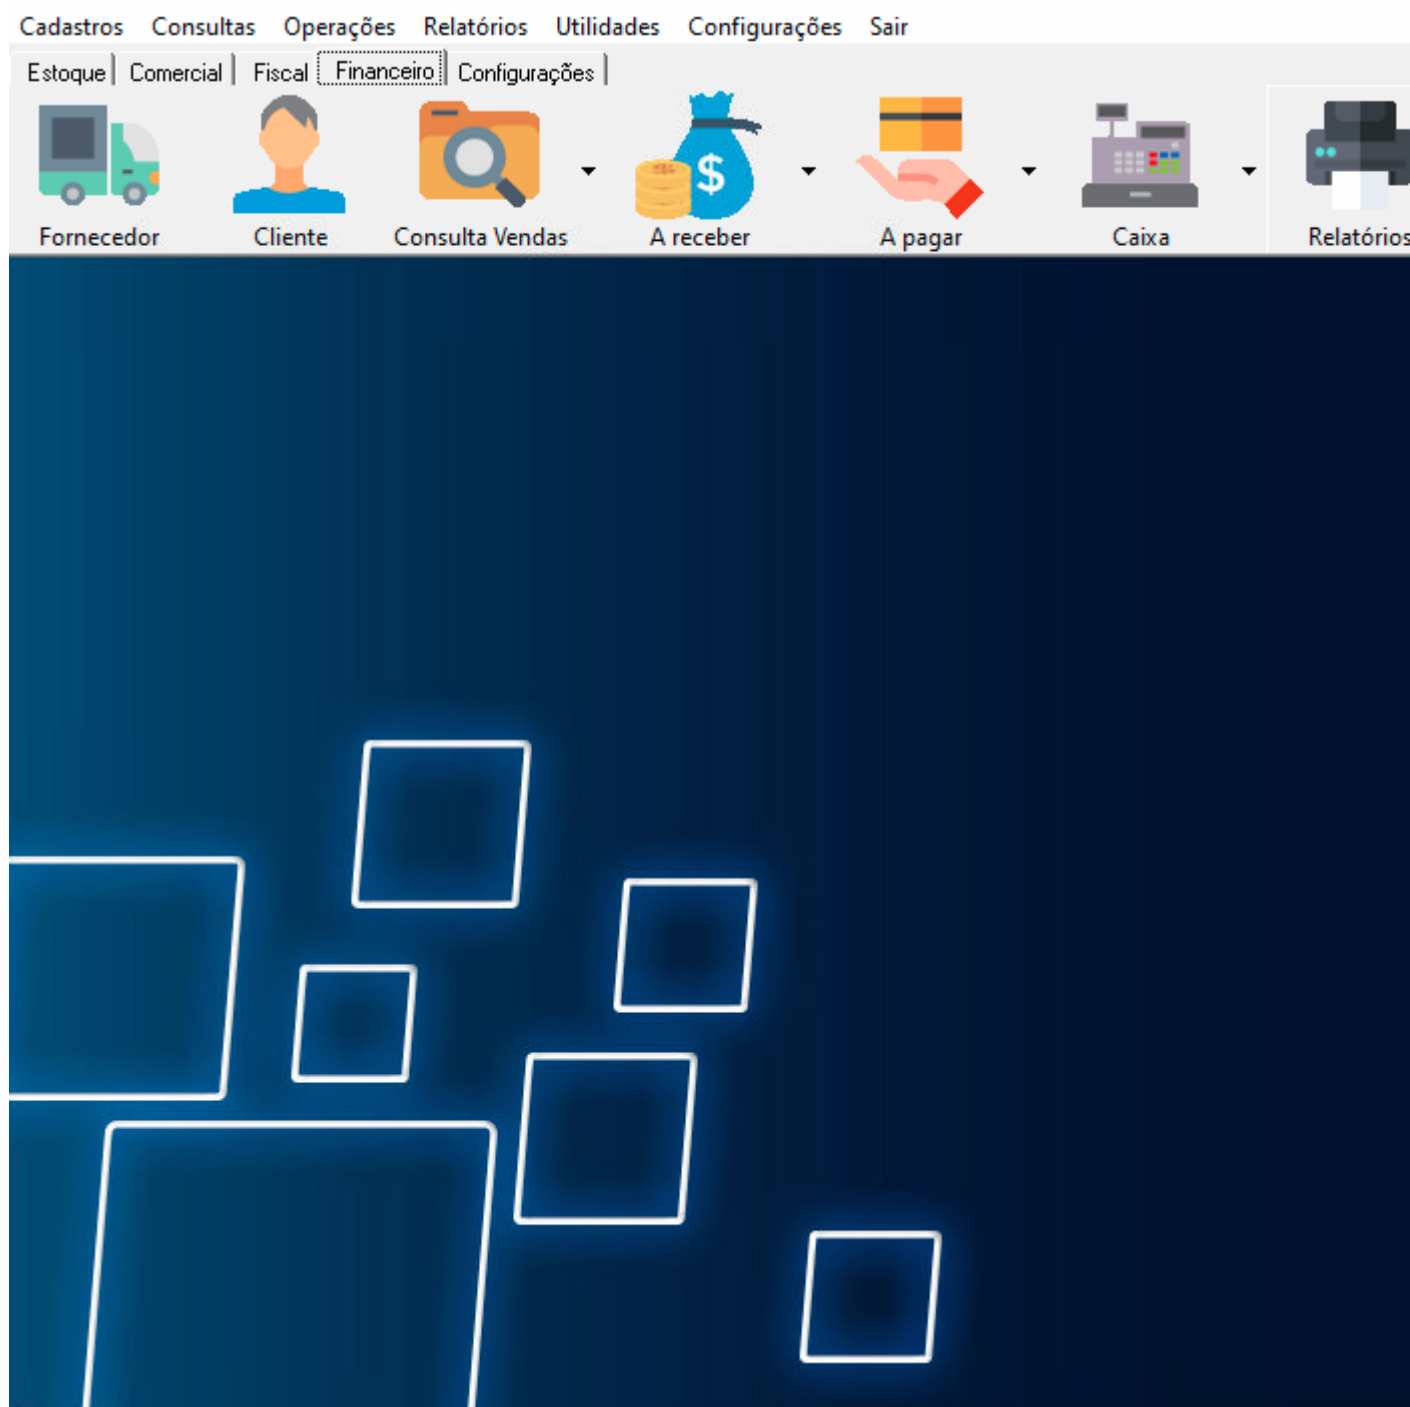 Cadastros Consultas Operações Relatórios Utilidades Configurações Sair
Estoque Comercial Fiscal Financeiro Configurações
$
Fornecedor Cliente Consulta Vendas A receber A pagar Caixa Relatórios